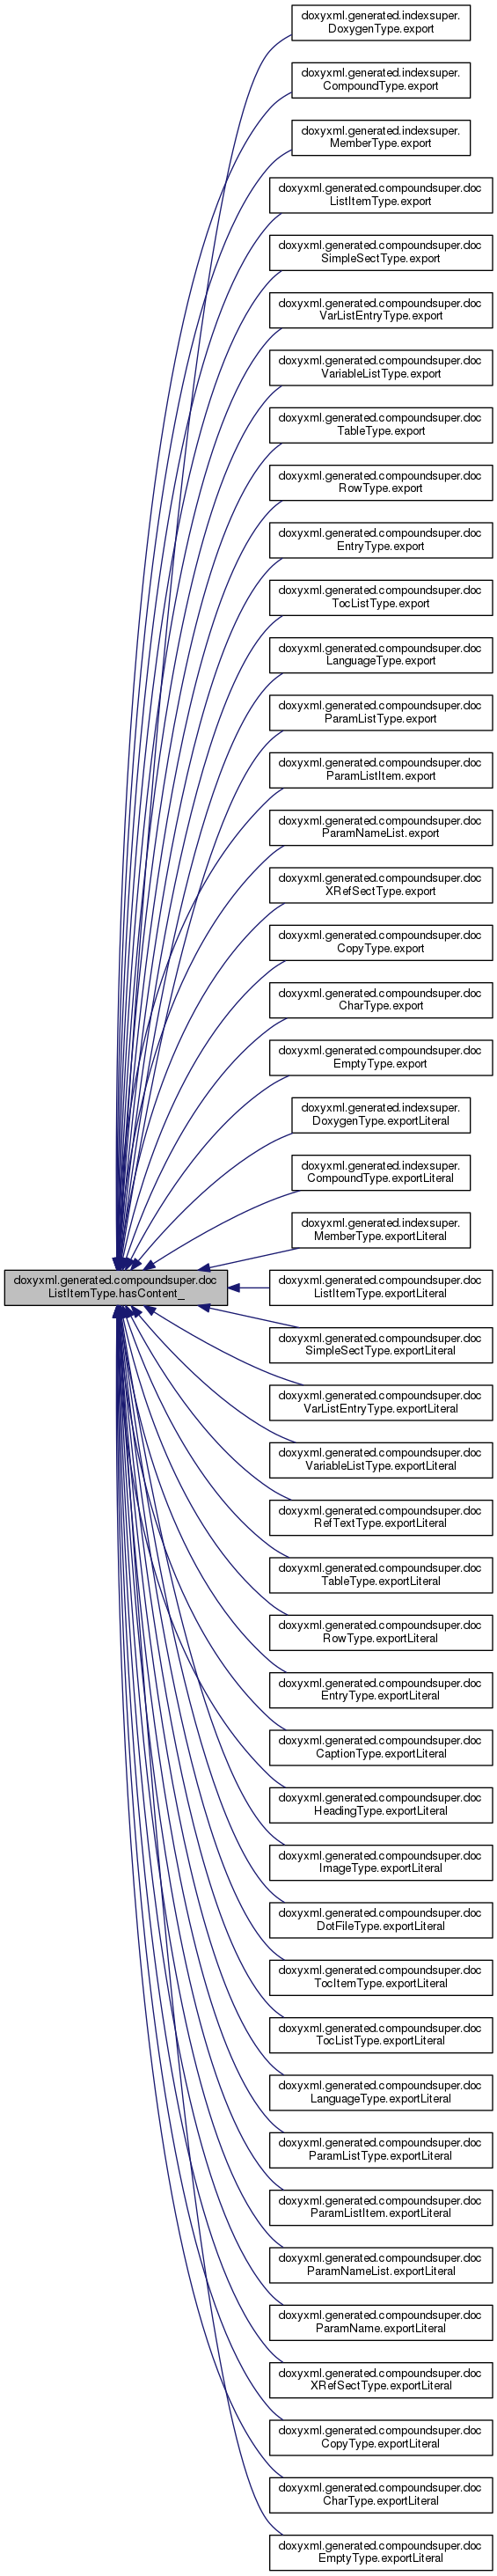 doxyxml.generated.indexsuper.
DoxygenType.export
doxyxml.generated.indexsuper.
CompoundType.export
doxyxml.generated.indexsuper.
MemberType.export
doxyxml.generated.compoundsuper.doc
ListItemType.export
doxyxml.generated.compoundsuper.doc
SimpleSectType.export
doxyxml.generated.compoundsuper.doc
VarListEntryType.export
doxyxml.generated.compoundsuper.doc
VariableListType.export
doxyxml.generated.compoundsuper.doc
TableType.export
doxyxml.generated.compoundsuper.doc
RowType.export
doxyxml.generated.compoundsuper.doc
EntryType.export
doxyxml.generated.compoundsuper.doc
TocListType.export
doxyxml.generated.compoundsuper.doc
LanguageType.export
doxyxml.generated.compoundsuper.doc
ParamListType.export
doxyxml.generated.compoundsuper.doc
ParamListItem.export
doxyxml.generated.compoundsuper.doc
ParamNameList.export
doxyxml.generated.compoundsuper.doc
XRefSectType.export
doxyxml.generated.compoundsuper.doc
CopyType.export
doxyxml.generated.compoundsuper.doc
CharType.export
doxyxml.generated.compoundsuper.doc
EmptyType.export
doxyxml.generated.indexsuper.
DoxygenType.exportLiteral
doxyxml.generated.indexsuper.
CompoundType.exportLiteral
doxyxml.generated.indexsuper.
MemberType.exportLiteral
doxyxml.generated.compoundsuper.doc
ListItemType.hasContent_
doxyxml.generated.compoundsuper.doc
ListItemType.exportLiteral
doxyxml.generated.compoundsuper.doc
SimpleSectType.exportLiteral
doxyxml.generated.compoundsuper.doc
VarListEntryType.exportLiteral
doxyxml.generated.compoundsuper.doc
VariableListType.exportLiteral
doxyxml.generated.compoundsuper.doc
RefTextType.exportLiteral
doxyxml.generated.compoundsuper.doc
TableType.exportLiteral
doxyxml.generated.compoundsuper.doc
RowType.exportLiteral
doxyxml.generated.compoundsuper.doc
EntryType.exportLiteral
doxyxml.generated.compoundsuper.doc
CaptionType.exportLiteral
doxyxml.generated.compoundsuper.doc
HeadingType.exportLiteral
doxyxml.generated.compoundsuper.doc
ImageType.exportLiteral
doxyxml.generated.compoundsuper.doc
DotFileType.exportLiteral
doxyxml.generated.compoundsuper.doc
TocItemType.exportLiteral
doxyxml.generated.compoundsuper.doc
TocListType.exportLiteral
doxyxml.generated.compoundsuper.doc
LanguageType.exportLiteral
doxyxml.generated.compoundsuper.doc
ParamListType.exportLiteral
doxyxml.generated.compoundsuper.doc
ParamListItem.exportLiteral
doxyxml.generated.compoundsuper.doc
ParamNameList.exportLiteral
doxyxml.generated.compoundsuper.doc
ParamName.exportLiteral
doxyxml.generated.compoundsuper.doc
XRefSectType.exportLiteral
doxyxml.generated.compoundsuper.doc
CopyType.exportLiteral
doxyxml.generated.compoundsuper.doc
CharType.exportLiteral
doxyxml.generated.compoundsuper.doc
EmptyType.exportLiteral